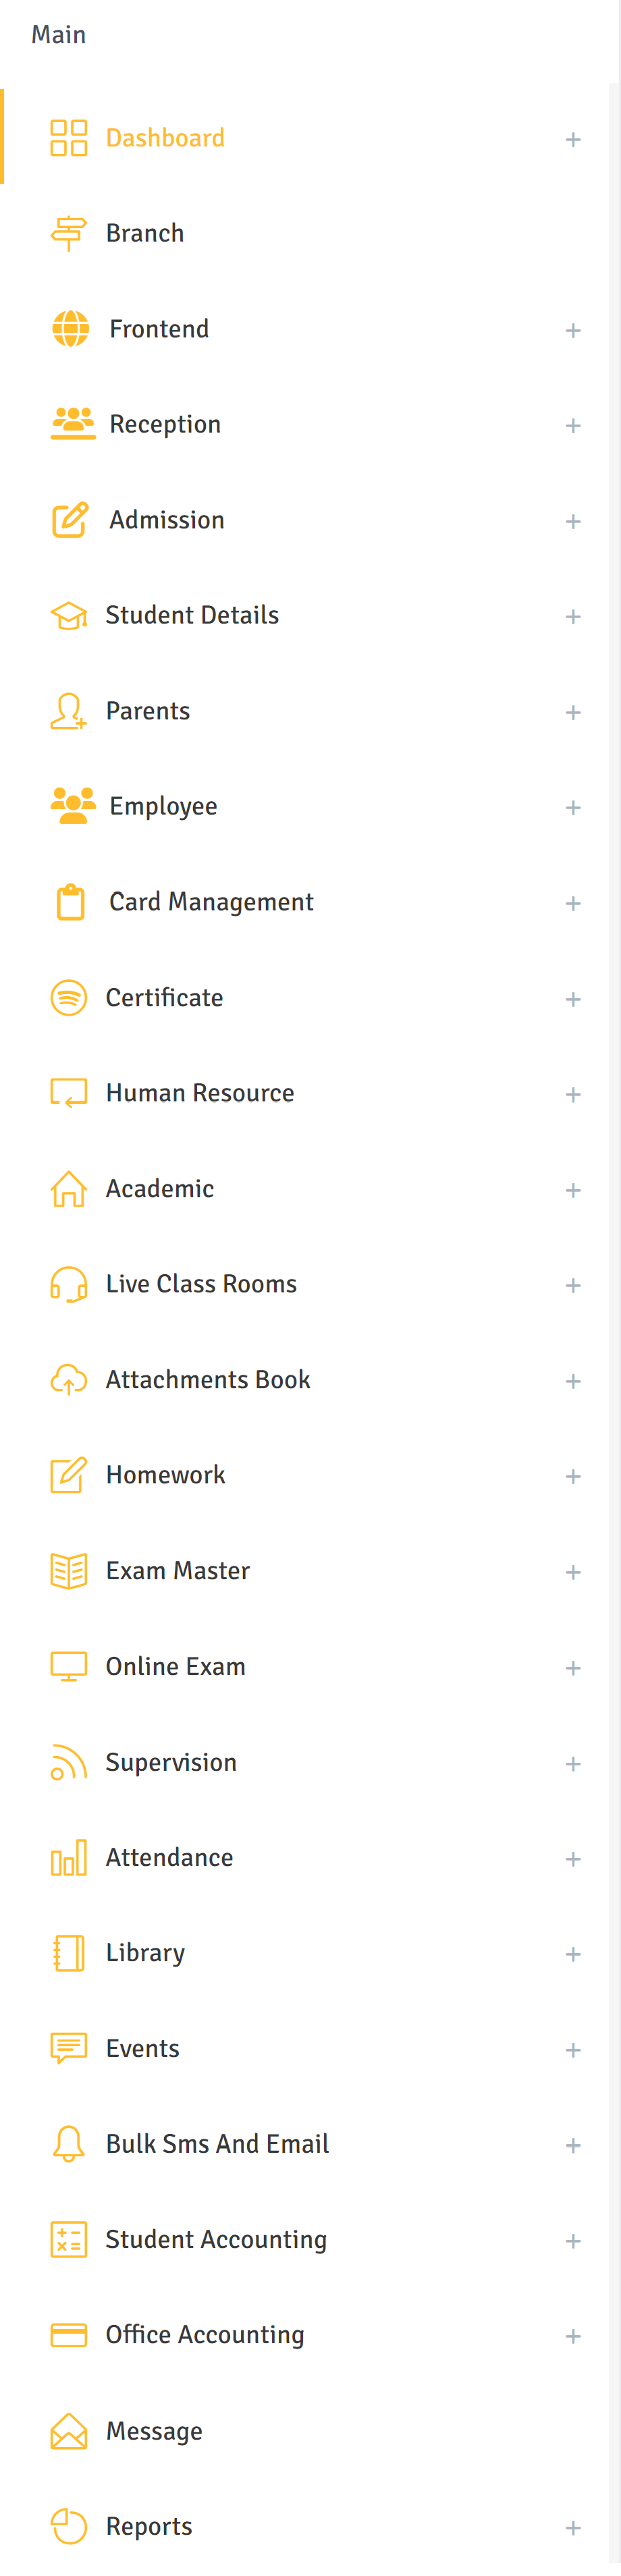 Main
Dashboard +
Branch
Frontend +
Reception +
Admission +
Student Details +
Parents +
Employee +
Card Management +
Certificate +
Human Resource +
Academic +
Live Class Rooms +
Attachments Book +
Homework +
Exam Master +
Online Exam +
Supervision +
Attendance +
Library +
Events +
Bulk Sms And Email +
Student Accounting +
Office Accounting +
Message
Reports +